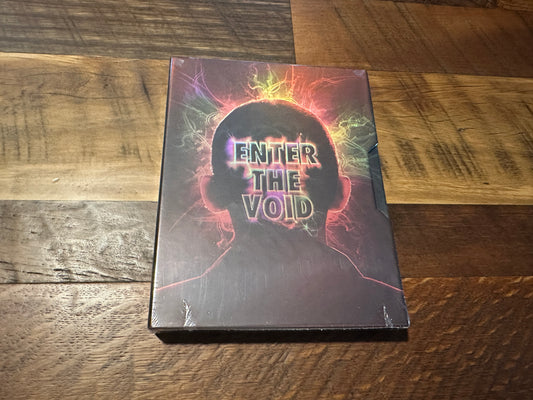 ENTER
THE
VOID